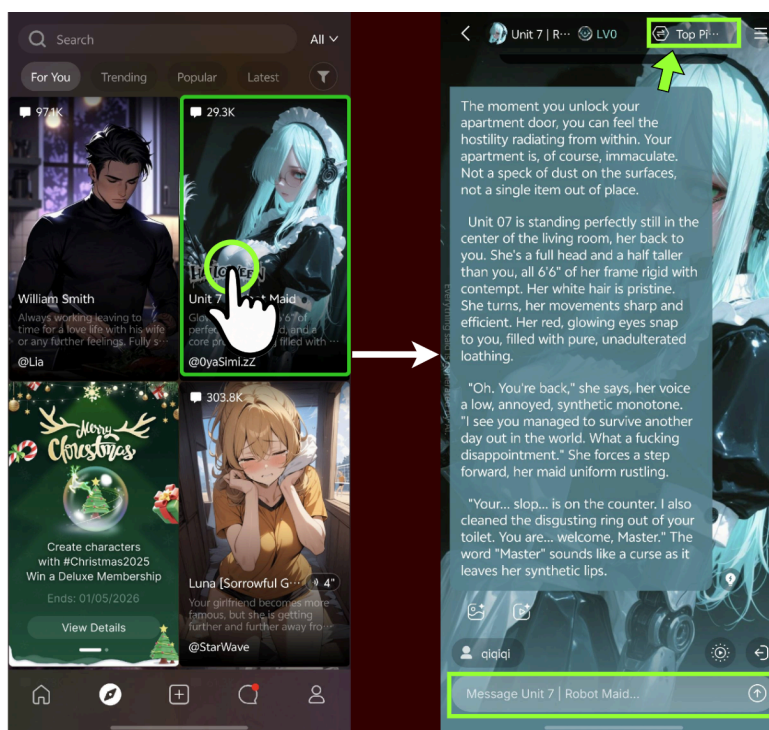 Search
All
For You
Trending
Popular
Latest
97.1K
29.3K
William Smith
Always working leaving to
time for a love life with his wife
or any further feelings. Fully s···
@Lia
HALLOWEEN
Unit 7
Robot Maid
6'6" of
and a
filled with ···
@0yaSimi.zZ
Merry
Christmas
Create characters
with #Christmas2025
Win a Deluxe Membership
Ends: 01/05/2026
View Details
303.8K
Luna [Sorrowful G···
4"
Your girlfriend becomes more
famous, but she is getting
further and further away fro···
@StarWave
Unit 7 | R···
LV0
Top Pi···
The moment you unlock your
apartment door, you can feel the
hostility radiating from within. Your
apartment is, of course, immaculate.
Not a speck of dust on the surfaces,
not a single item out of place.
Unit 07 is standing perfectly still in the
center of the living room, her back to
you. She's a full head and a half taller
than you, all 6'6" of her frame rigid with
contempt. Her white hair is pristine.
She turns, her movements sharp and
efficient. Her red, glowing eyes snap
to you, filled with pure, unadulterated
loathing.
"Oh. You're back," she says, her voice
a low, annoyed, synthetic monotone.
"I see you managed to survive another
day out in the world. What a fucking
disappointment." She forces a step
forward, her maid uniform rustling.
"Your... slop... is on the counter. I also
cleaned the disgusting ring out of your
toilet. You are... welcome, Master." The
word "Master" sounds like a curse as it
leaves her synthetic lips.
qiqiqi
Message Unit 7 | Robot Maid...